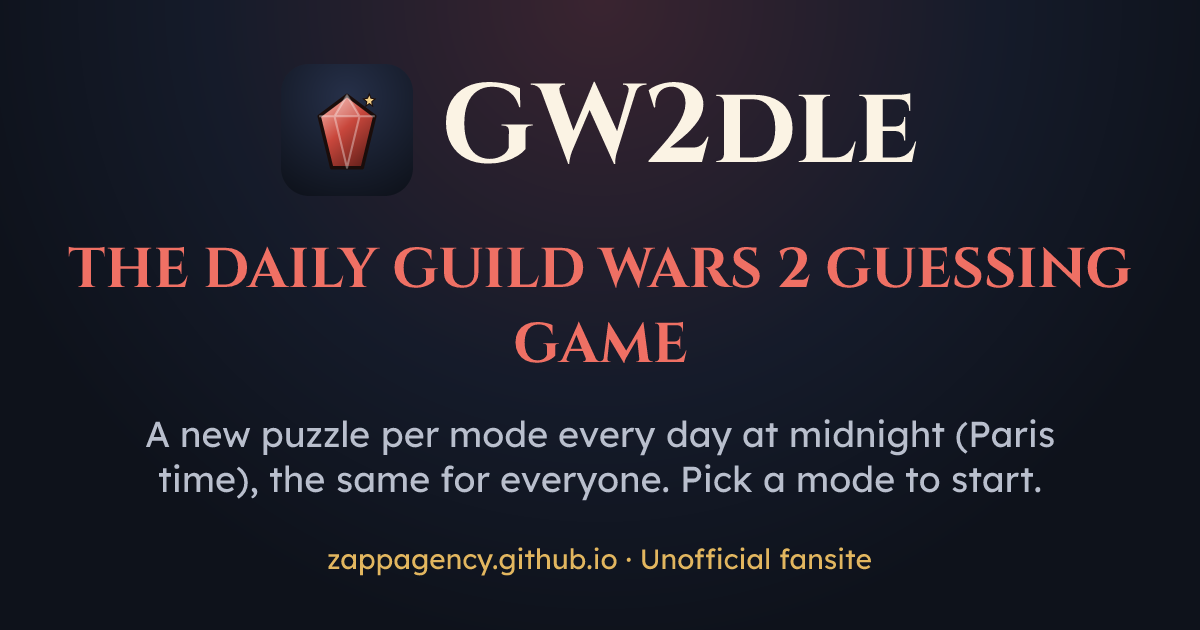 GW2DLE
THE DAILY GUILD WARS 2 GUESSING
GAME
A new puzzle per mode every day at midnight (Paris
time), the same for everyone. Pick a mode to start.
zappagency.github.io · Unofficial fansite